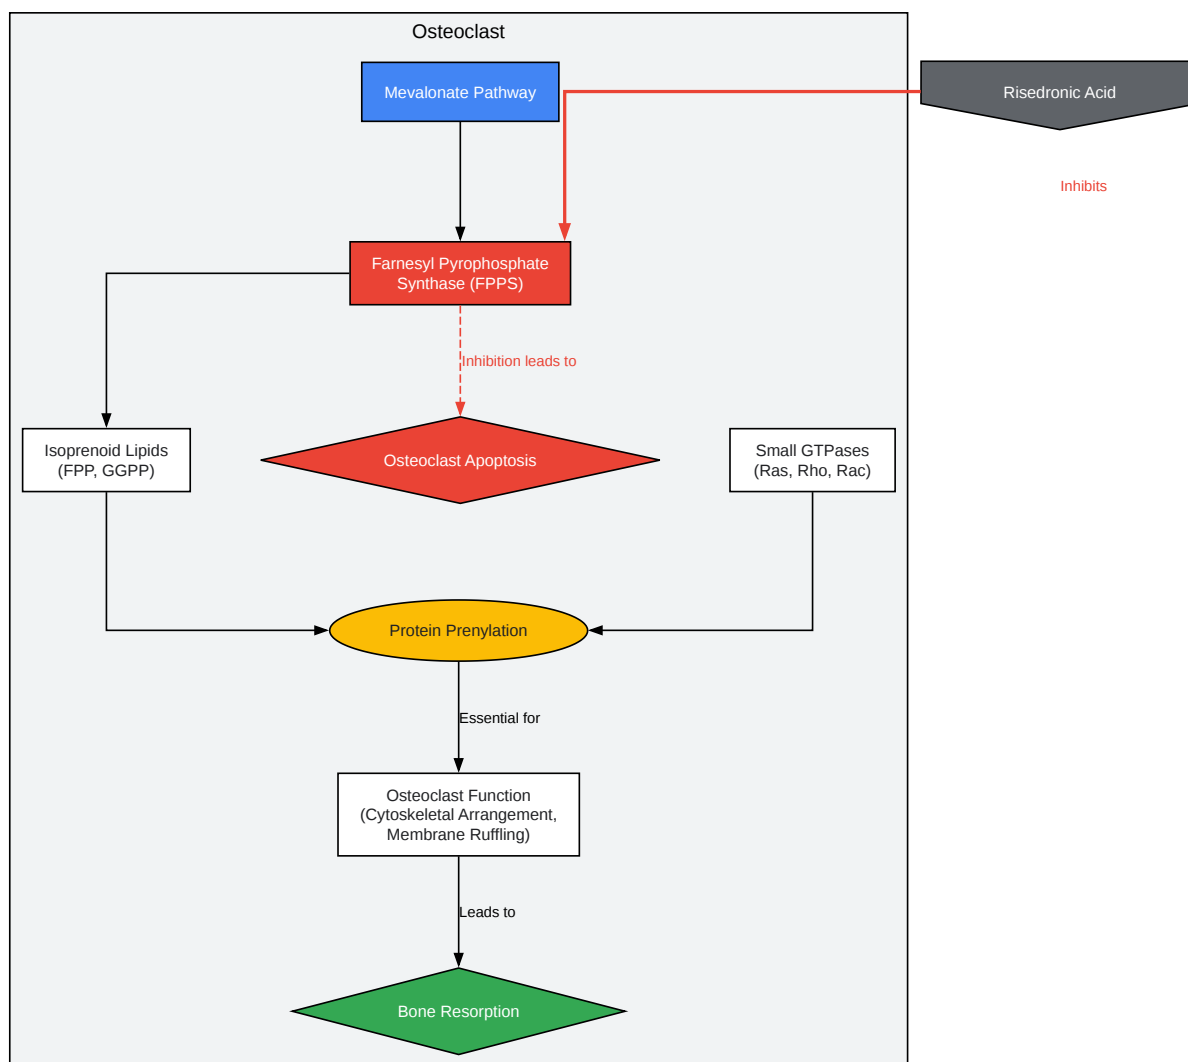 Osteoclast
Mevalonate Pathway
Risedronic Acid
Inhibits
Farnesyl Pyrophosphate
Synthase (FPPS)
Inhibition leads to
Isoprenoid Lipids
(FPP, GGPP)
Osteoclast Apoptosis
Small GTPases
(Ras, Rho, Rac)
Protein Prenylation
Essential for
Osteoclast Function
(Cytoskeletal Arrangement,
Membrane Ruffling)
Leads to
Bone Resorption